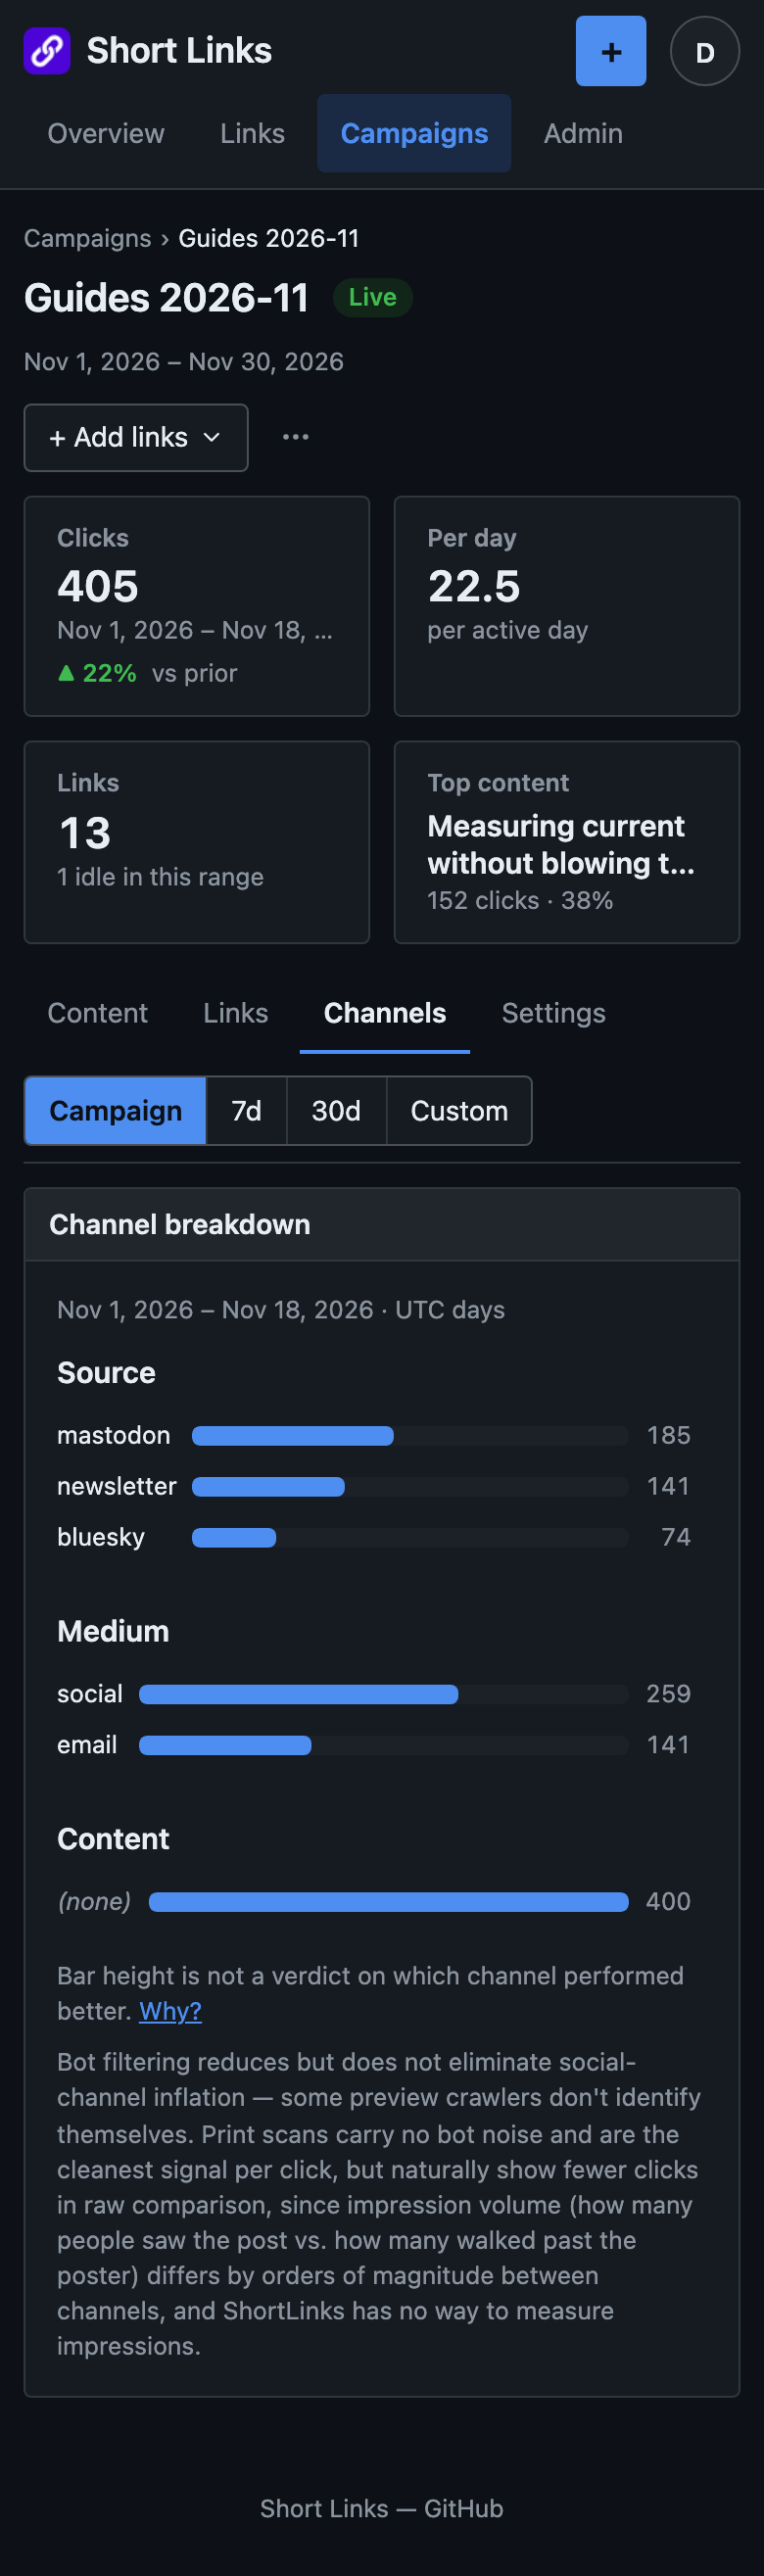 Short Links
+
D
Overview
Links
Campaigns
Admin
Campaigns › Guides 2026-11
Guides 2026-11
Live
Nov 1, 2026 – Nov 30, 2026
+ Add links
···
Clicks
405
Nov 1, 2026 – Nov 18, ...
▲ 22% vs prior
Per day
22.5
per active day
Links
13
1 idle in this range
Top content
Measuring current
without blowing t...
152 clicks · 38%
Content
Links
Channels
Settings
Campaign
7d
30d
Custom
Channel breakdown
Nov 1, 2026 – Nov 18, 2026 · UTC days
Source
mastodon 185
newsletter 141
bluesky 74
Medium
social 259
email 141
Content
(none) 400
Bar height is not a verdict on which channel performed
better. Why?
Bot filtering reduces but does not eliminate social-
channel inflation — some preview crawlers don't identify
themselves. Print scans carry no bot noise and are the
cleanest signal per click, but naturally show fewer clicks
in raw comparison, since impression volume (how many
people saw the post vs. how many walked past the
poster) differs by orders of magnitude between
channels, and ShortLinks has no way to measure
impressions.
Short Links — GitHub